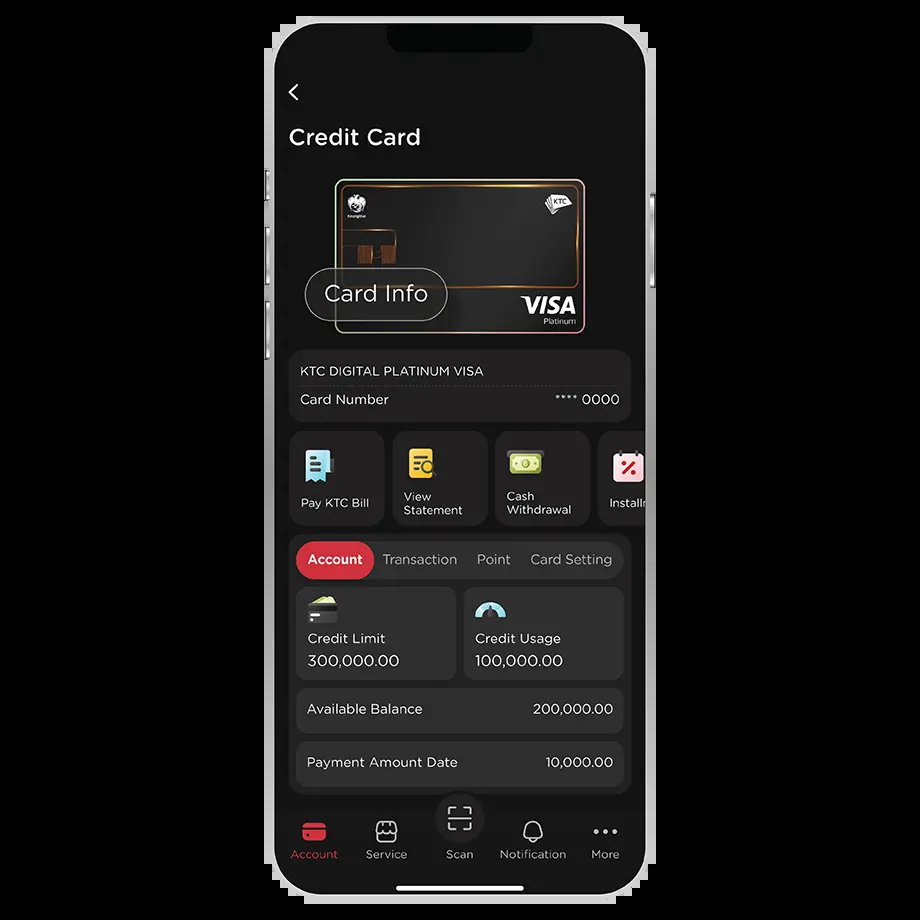 Credit Card
Krungthai
KTC
Card Info
VISA
Platinum
KTC DIGITAL PLATINUM VISA
Card Number **** 0000
Pay KTC Bill
View
Statement
Cash
Withdrawal
Installm
Account Transaction Point Card Setting
Credit Limit
300,000.00
Credit Usage
100,000.00
Available Balance 200,000.00
Payment Amount Date 10,000.00
Account Service Scan Notification More